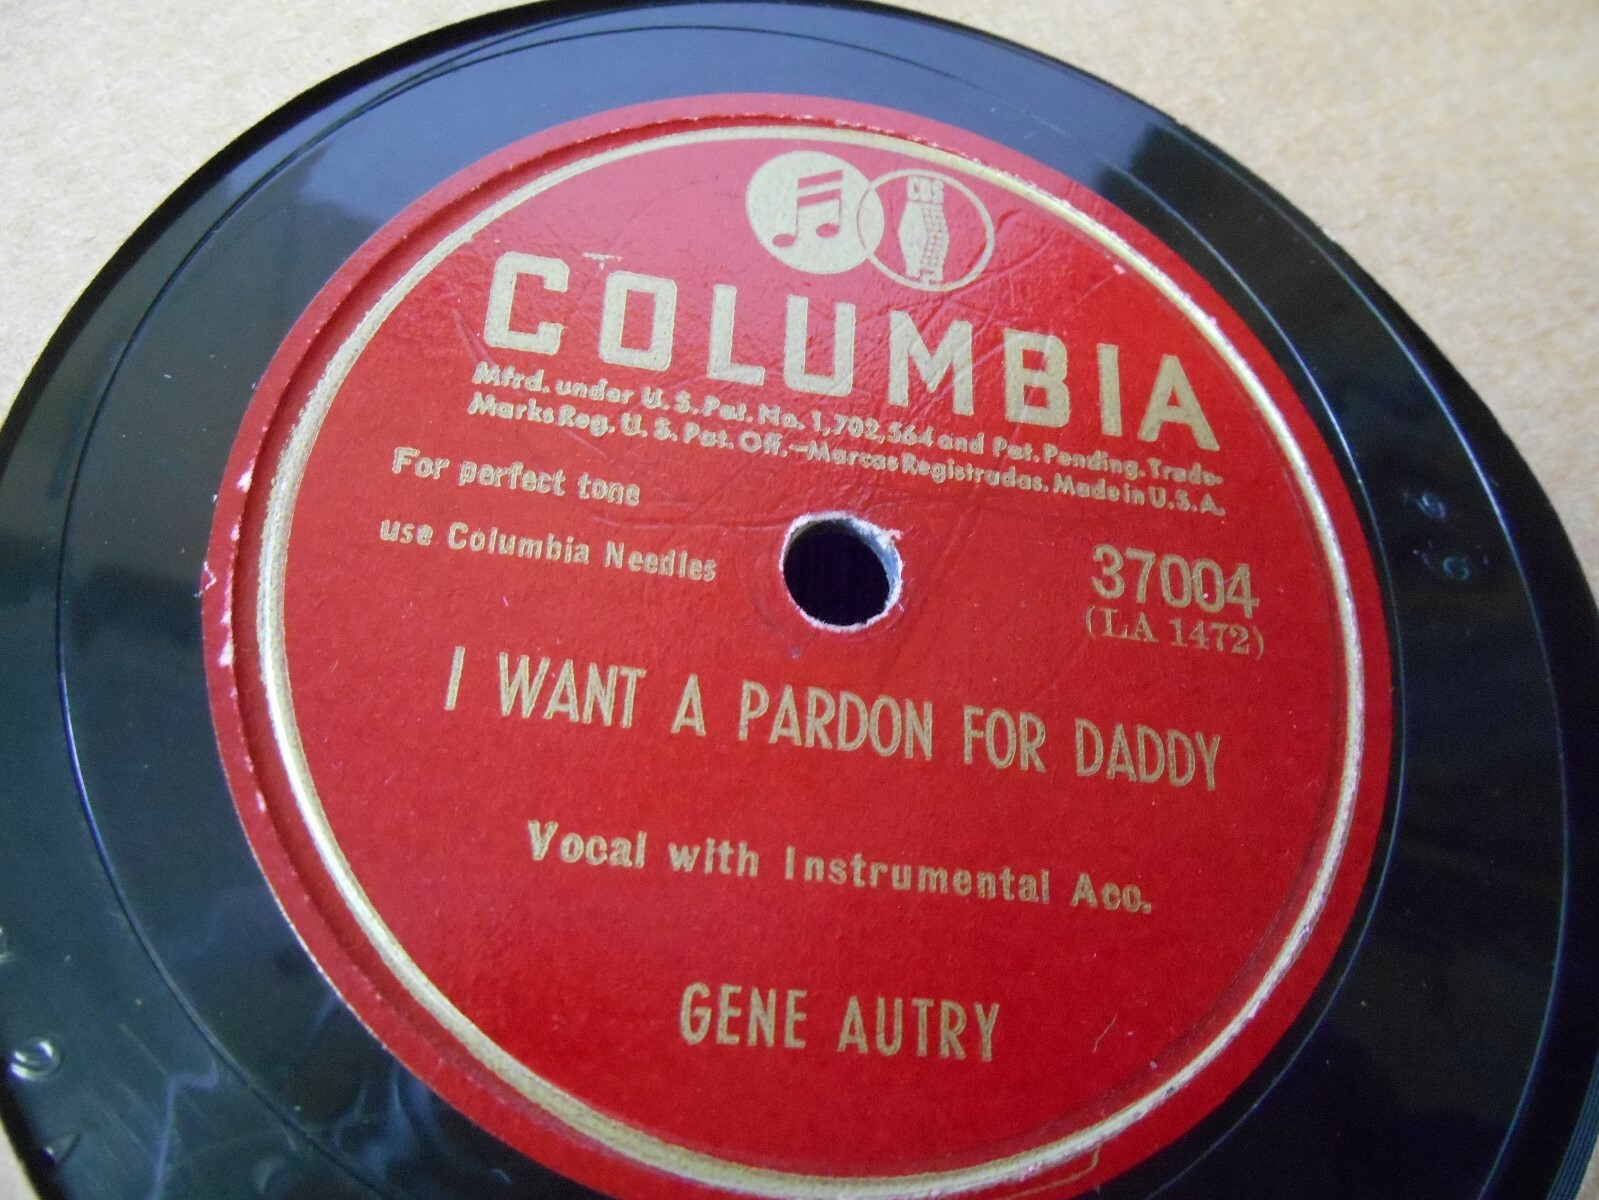 CBS
COLUMBIA
Mfrd. under U. S. Pat. No. 1,702,564 and Pat. Pending. Trade-
Marks Reg. U. S. Pat. Off.—Marcas Registradas. Made in U.S.A.
For perfect tone
use Columbia Needles
37004
(LA 1472)
I WANT A PARDON FOR DADDY
Vocal with Instrumental Acc.
GENE AUTRY